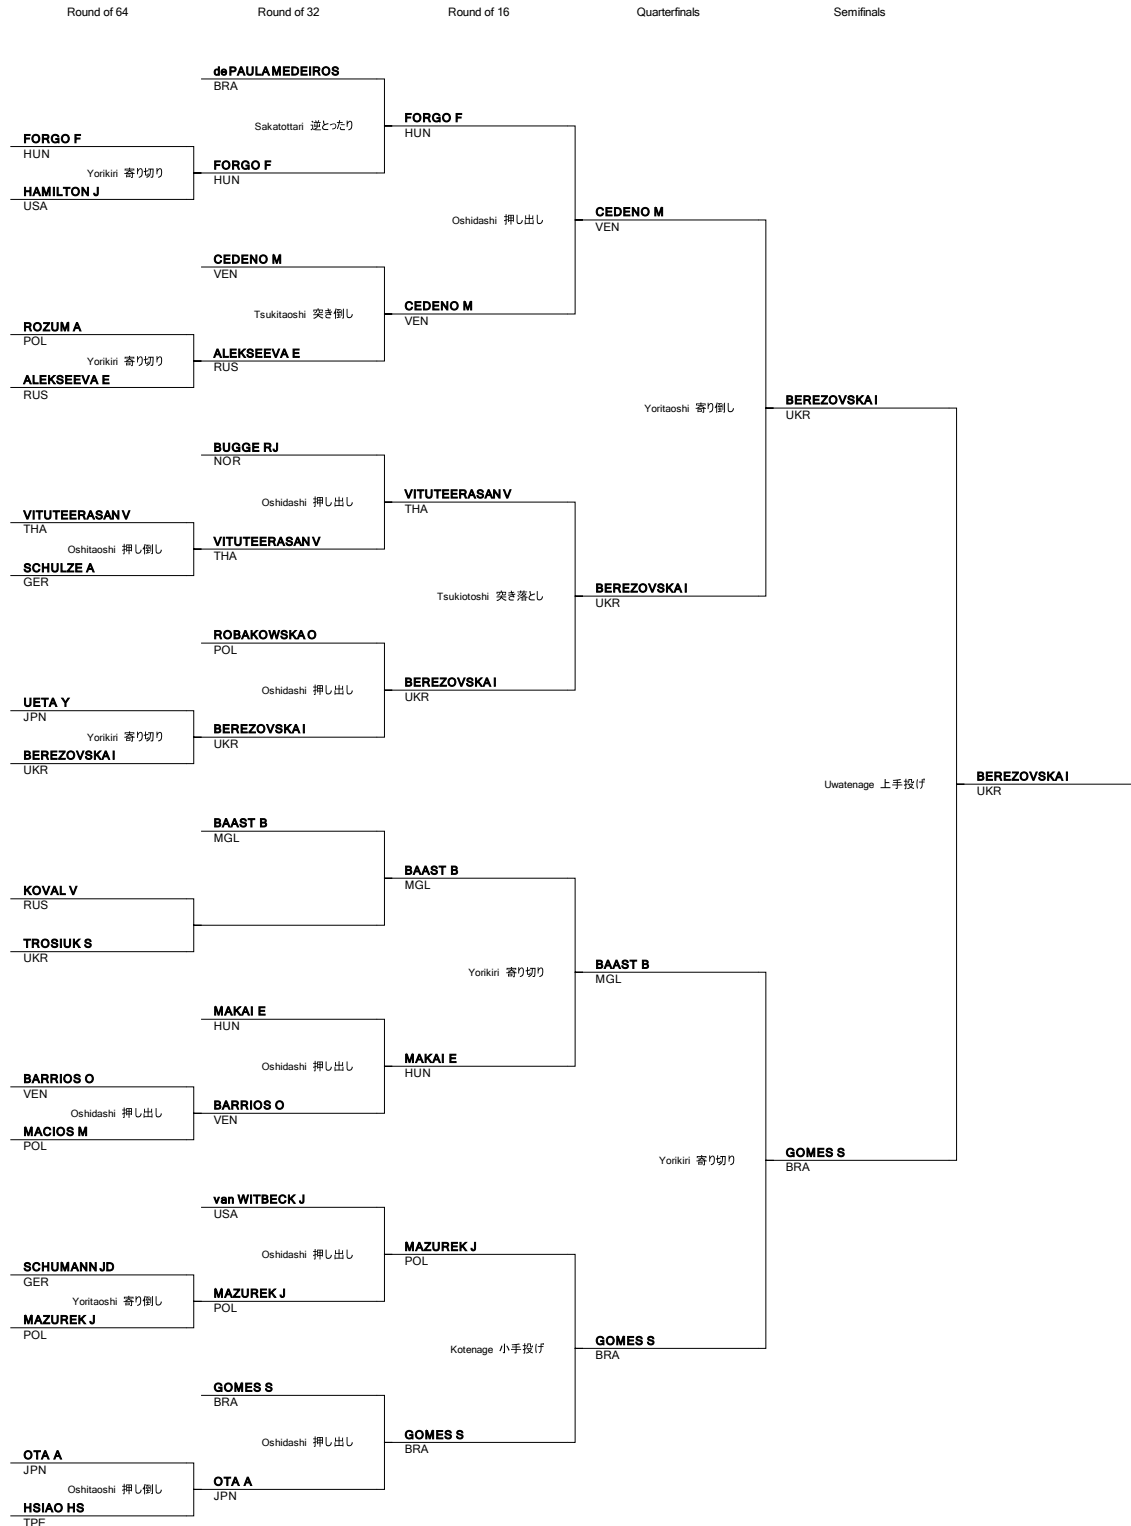 Round of 64
Round of 32
Round of 16
Quarterfinals
Semifinals
de PAULA MEDEIROS
BRA
Sakatottari 逆とったり
FORGO F
HUN
FORGO F
HUN
Yorikiri 寄り切り
FORGO F
HUN
HAMILTON J
USA
Oshidashi 押し出し
CEDENO M
VEN
CEDENO M
VEN
Tsukitaoshi 突き倒し
CEDENO M
VEN
ROZUM A
POL
Yorikiri 寄り切り
ALEKSEEVA E
RUS
ALEKSEEVA E
RUS
Yoritaoshi 寄り倒し
BEREZOVSKA I
UKR
BUGGE RJ
NOR
Oshidashi 押し出し
VITUTEERASAN V
THA
VITUTEERASAN V
THA
Oshitaoshi 押し倒し
VITUTEERASAN V
THA
SCHULZE A
GER
Tsukiotoshi 突き落とし
BEREZOVSKA I
UKR
ROBAKOWSKA O
POL
Oshidashi 押し出し
BEREZOVSKA I
UKR
UETA Y
JPN
Yorikiri 寄り切り
BEREZOVSKA I
UKR
BEREZOVSKA I
UKR
Uwatenage 上手投げ
BEREZOVSKA I
UKR
BAAST B
MGL
BAAST B
MGL
KOVAL V
RUS
TROSIUK S
UKR
Yorikiri 寄り切り
BAAST B
MGL
MAKAI E
HUN
Oshidashi 押し出し
MAKAI E
HUN
BARRIOS O
VEN
Oshidashi 押し出し
BARRIOS O
VEN
MACIOS M
POL
Yorikiri 寄り切り
GOMES S
BRA
van WITBECK J
USA
Oshidashi 押し出し
MAZUREK J
POL
SCHUMANN JD
GER
Yoritaoshi 寄り倒し
MAZUREK J
POL
MAZUREK J
POL
Kotenage 小手投げ
GOMES S
BRA
GOMES S
BRA
Oshidashi 押し出し
GOMES S
BRA
OTA A
JPN
Oshitaoshi 押し倒し
OTA A
JPN
HSIAO HS
TPE